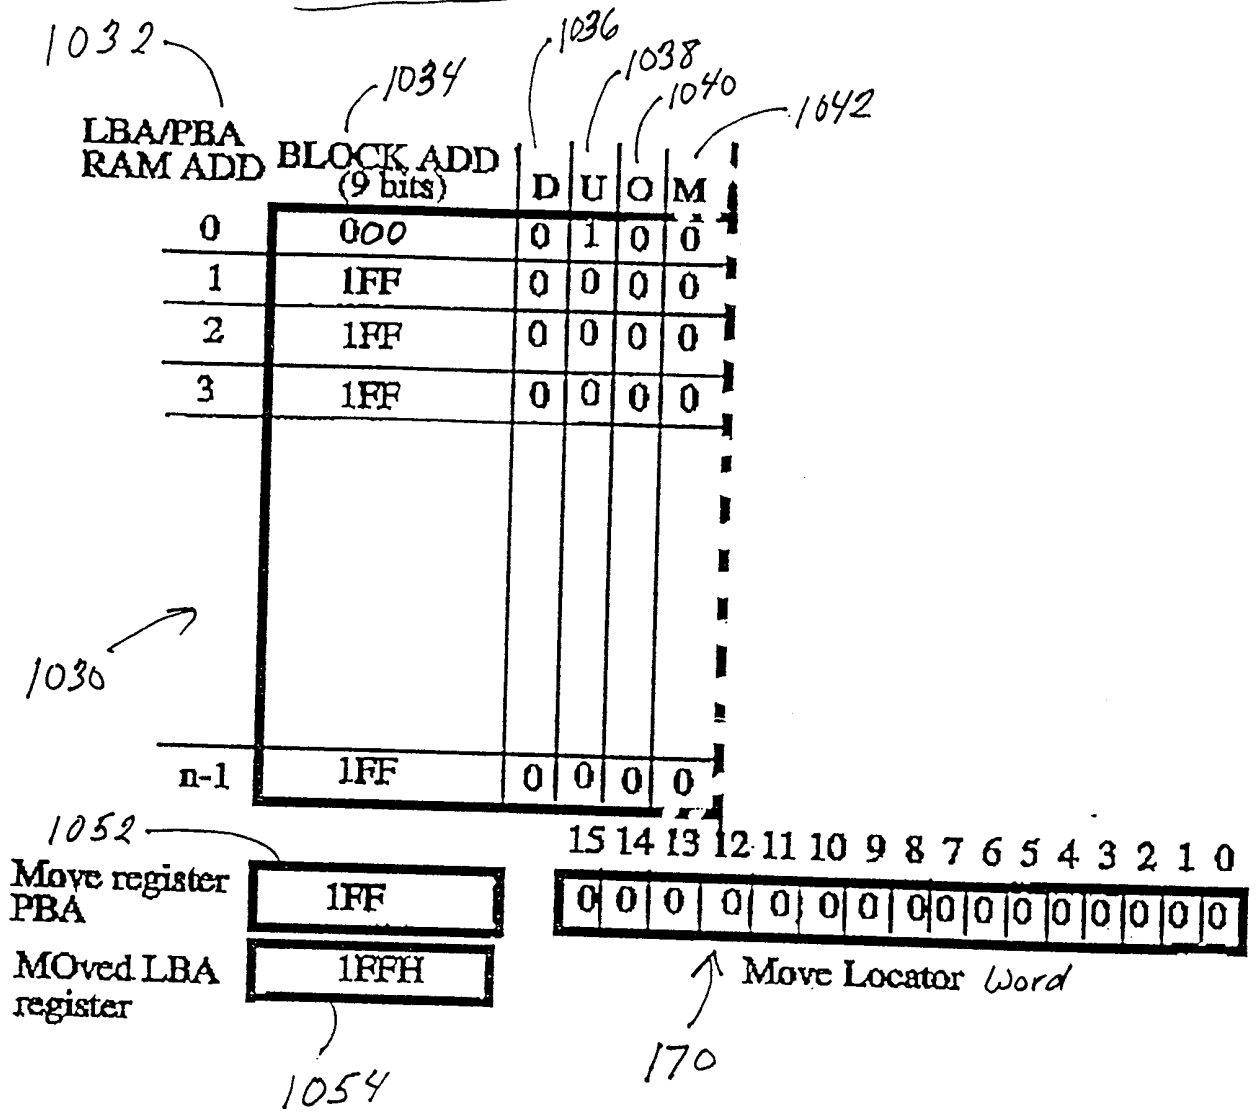 1032
1036
1038
1034
1040
1042
LBA/PBA
RAM ADD
BLOCK ADD
(9 bits)
D U O M
0 000 0 1 0 0
1 1FF 0 0 0 0
2 1FF 0 0 0 0
3 1FF 0 0 0 0
1030
n-1 1FF 0 0 0 0
1052
15 14 13 12 11 10 9 8 7 6 5 4 3 2 1 0
Move register
PBA
1FF
0 0 0 0 0 0 0 0 0 0 0 0 0 0 0 0
MOved LBA
register
1FFH
Move Locator Word
170
1054